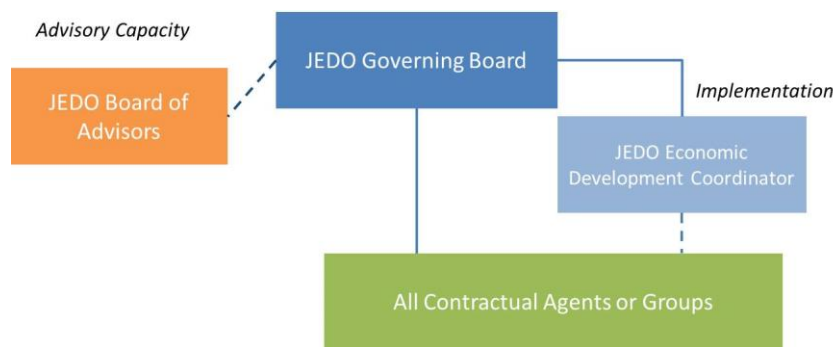 Advisory Capacity
JEDO Governing Board
JEDO Board of
Advisors
Implementation
JEDO Economic
Development Coordinator
All Contractual Agents or Groups